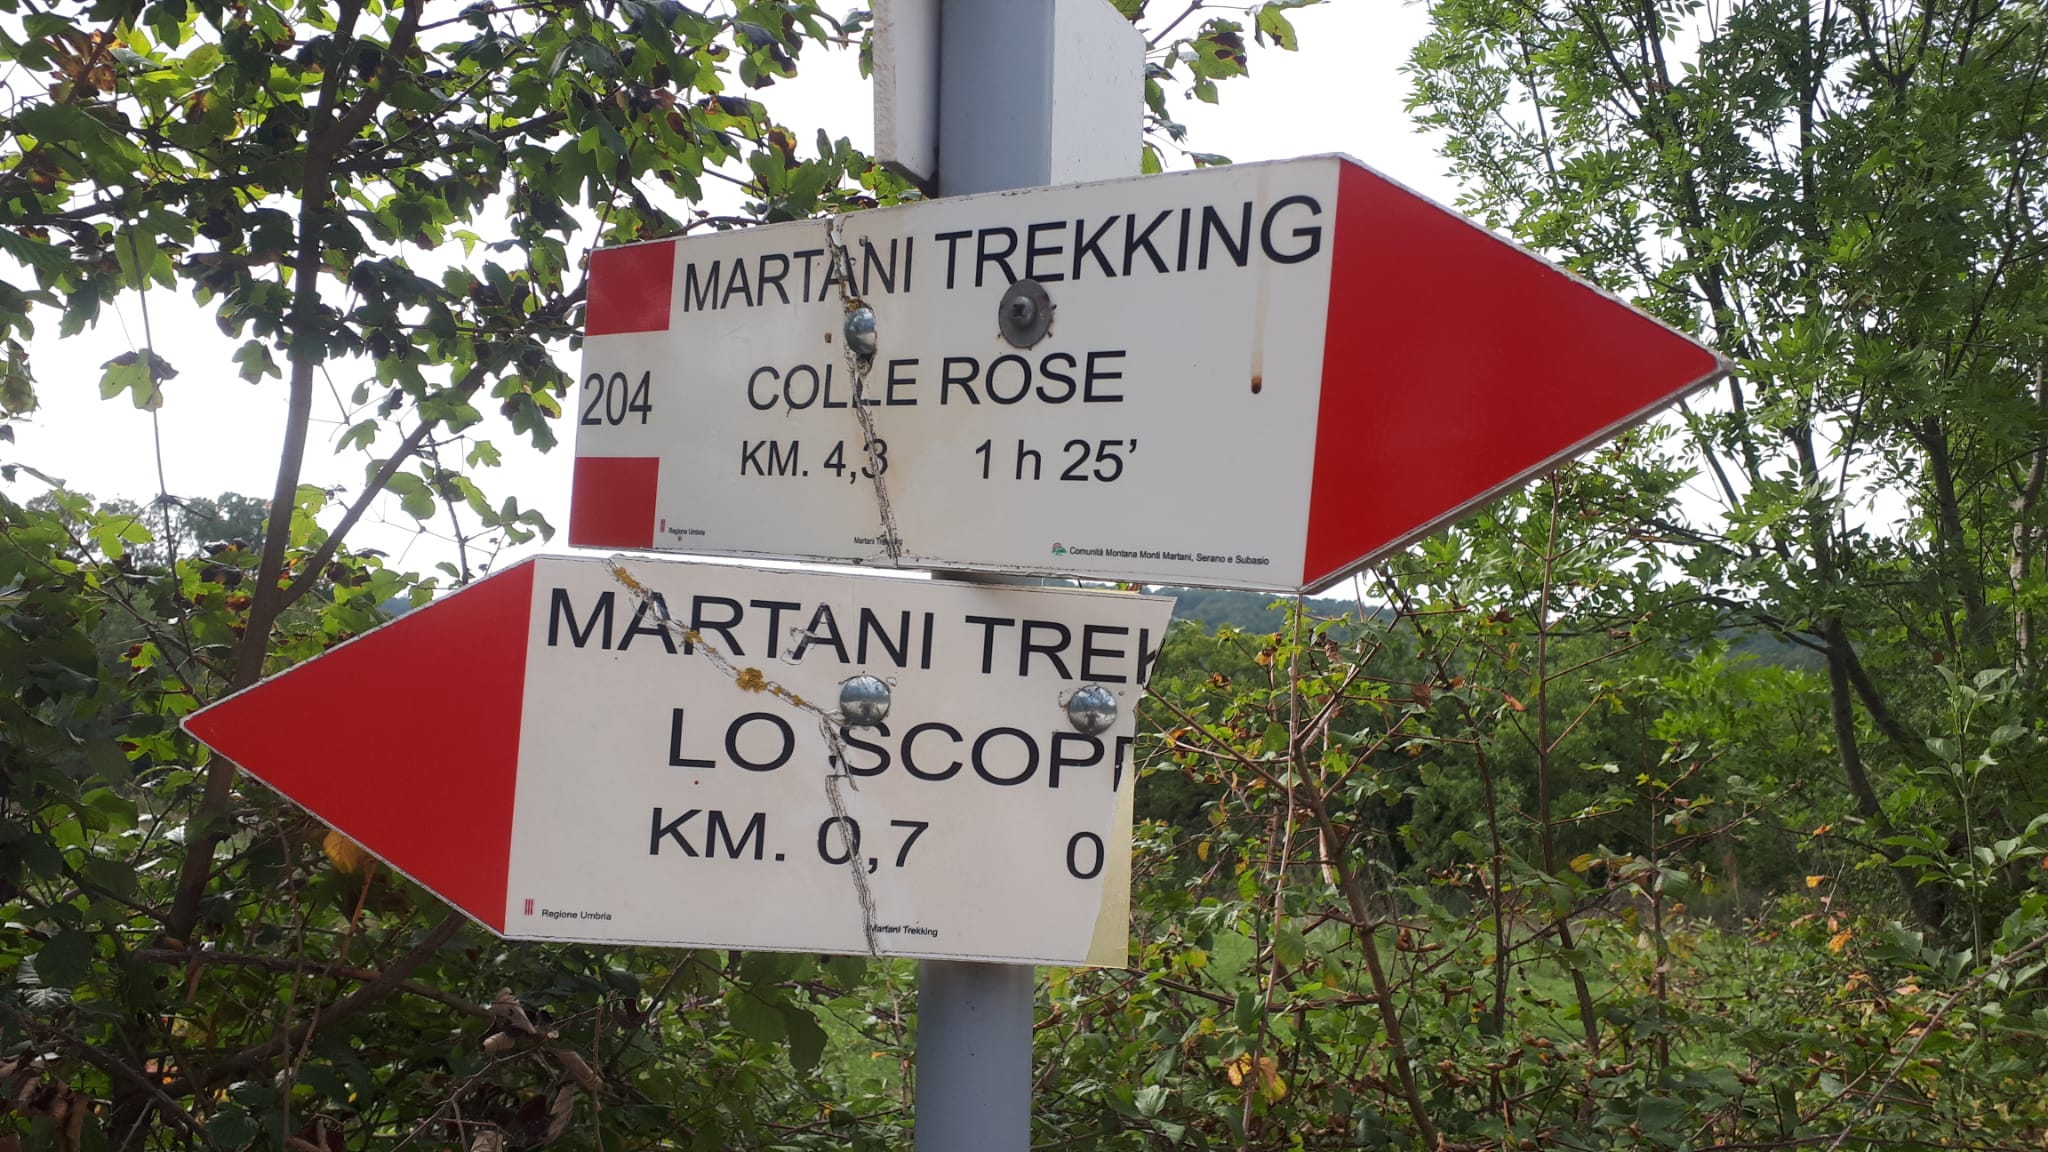 MARTANI TREKKING
204
COLLE ROSE
KM. 4,3 1 h 25’
Regione Umbria
Martani Trekking
Comunità Montana Monti Martani, Serano e Subasio
MARTANI TREK
LO SCOPP
KM. 0,7 0
Regione Umbria
Martani Trekking